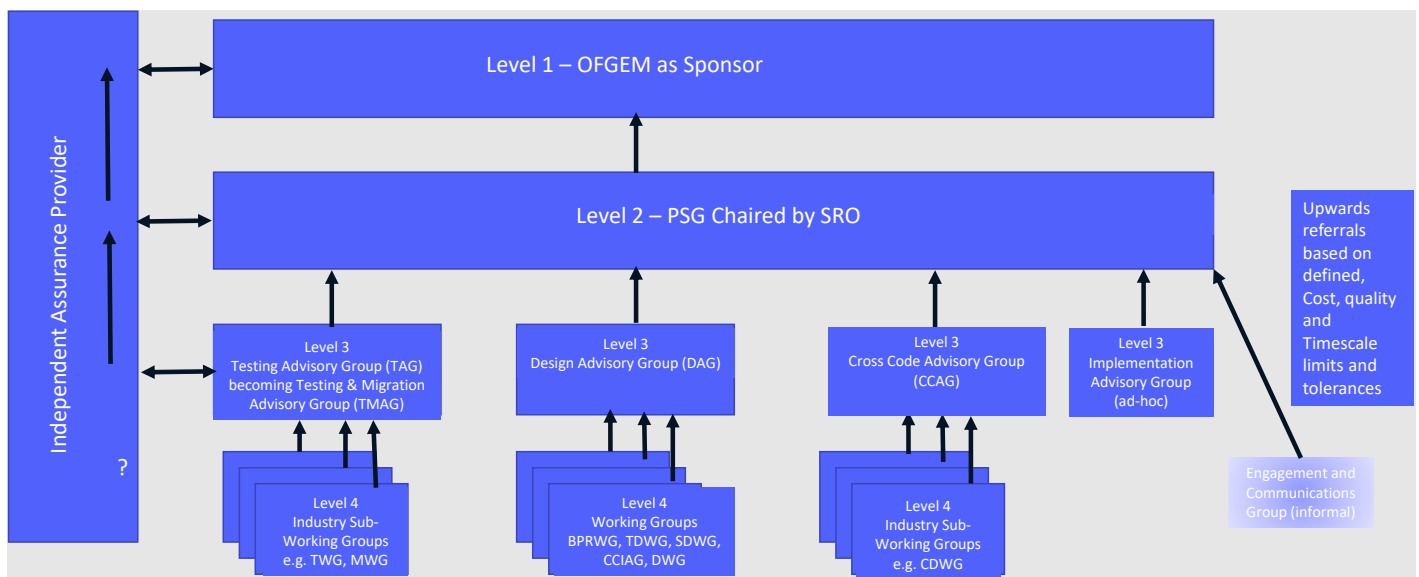 Independent Assurance Provider
?
Level 1 – OFGEM as Sponsor
Level 2 – PSG Chaired by SRO
Level 3
Testing Advisory Group (TAG)
becoming Testing & Migration
Advisory Group (TMAG)
Level 3
Design Advisory Group (DAG)
Level 3
Cross Code Advisory Group
(CCAG)
Level 3
Implementation
Advisory Group
(ad-hoc)
Upwards
referrals
based on
defined,
Cost, quality
and
Timescale
limits and
tolerances
Level 4
Industry Sub-
Working Groups
e.g. TWG, MWG
Level 4
Working Groups
BPRWG, TDWG, SDWG,
CCIAG, DWG
Level 4
Industry Sub-
Working Groups
e.g. CDWG
Engagement and
Communications
Group (informal)